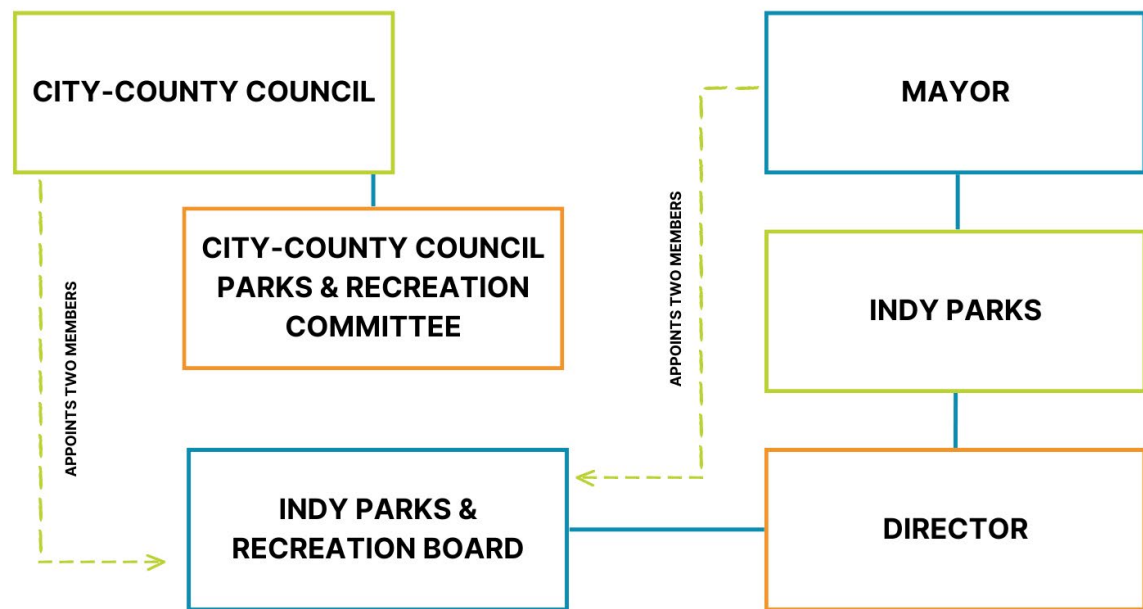 CITY-COUNTY COUNCIL
MAYOR
CITY-COUNTY COUNCIL
PARKS & RECREATION
COMMITTEE
APPOINTS TWO MEMBERS
APPOINTS TWO MEMBERS
INDY PARKS
INDY PARKS &
RECREATION BOARD
DIRECTOR